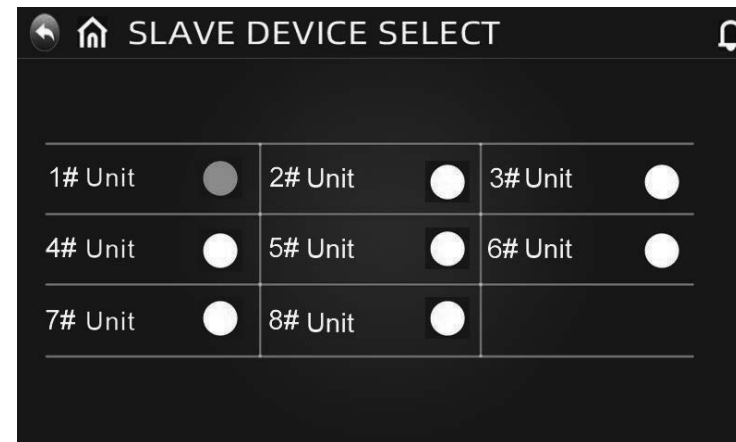 SLAVE DEVICE SELECT
1# Unit 2# Unit 3# Unit
4# Unit 5# Unit 6# Unit
7# Unit 8# Unit